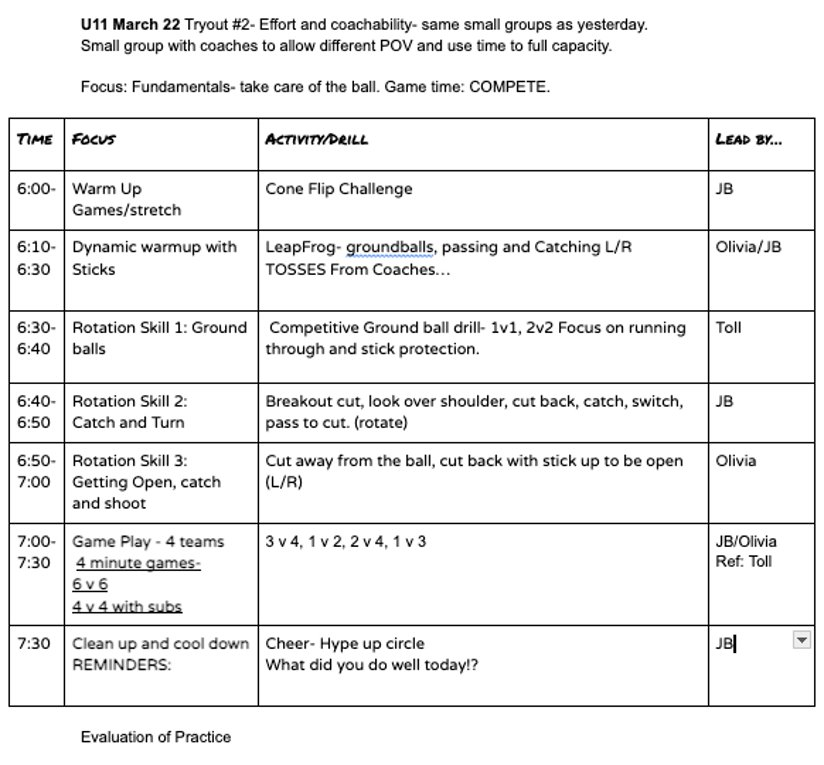 U11 March 22 Tryout #2- Effort and coachability- same small groups as yesterday.
Small group with coaches to allow different POV and use time to full capacity.
Focus: Fundamentals- take care of the ball. Game time: COMPETE.
Time Focus Activity/Drill Lead by...
6:00- Warm Up Cone Flip Challenge JB
Games/stretch
6:10- Dynamic warmup with LeapFrog- groundballs, passing and Catching L/R Olivia/JB
6:30 Sticks TOSSES From Coaches...
6:30- Rotation Skill 1: Ground Competitive Ground ball drill- 1v1, 2v2 Focus on running Toll
6:40 balls through and stick protection.
6:40- Rotation Skill 2: Breakout cut, look over shoulder, cut back, catch, switch, JB
6:50 Catch and Turn pass to cut. (rotate)
6:50- Rotation Skill 3: Cut away from the ball, cut back with stick up to be open Olivia
7:00 Getting Open, catch (L/R)
and shoot
7:00- Game Play - 4 teams 3 v 4, 1 v 2, 2 v 4, 1 v 3 JB/Olivia
7:30 4 minute games- Ref: Toll
6 v 6
4 v 4 with subs
7:30 Clean up and cool down Cheer- Hype up circle JB
REMINDERS: What did you do well today!?
Evaluation of Practice